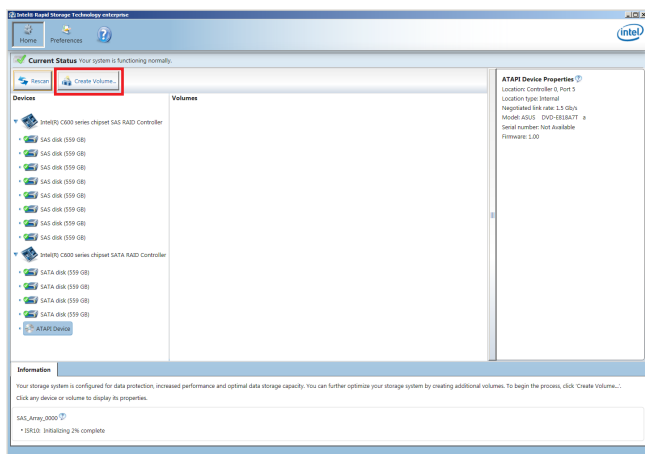 Intel® Rapid Storage Technology enterprise
Home
Preferences
intel
Current Status Your system is functioning normally.
Rescan
Create Volume...
Devices
Volumes
Intel(R) C600 series chipset SAS RAID Controller
SAS disk (559 GB)
SAS disk (559 GB)
SAS disk (559 GB)
SAS disk (559 GB)
SAS disk (559 GB)
SAS disk (559 GB)
SAS disk (559 GB)
SAS disk (559 GB)
Intel(R) C600 series chipset SATA RAID Controller
SATA disk (559 GB)
SATA disk (559 GB)
SATA disk (559 GB)
SATA disk (559 GB)
ATAPI Device
ATAPI Device Properties
Location: Controller 0, Port 5
Location type: Internal
Negotiated link rate: 1.5 Gb/s
Model: ASUS DVD-E818A7T a
Serial number: Not Available
Firmware: 1.00
Information
Your storage system is configured for data protection, increased performance and optimal data storage capacity. You can further optimize your storage system by creating additional volumes. To begin the process, click 'Create Volume...'.
Click any device or volume to display its properties.
SAS_Array_0000
• ISR10: Initializing 2% complete